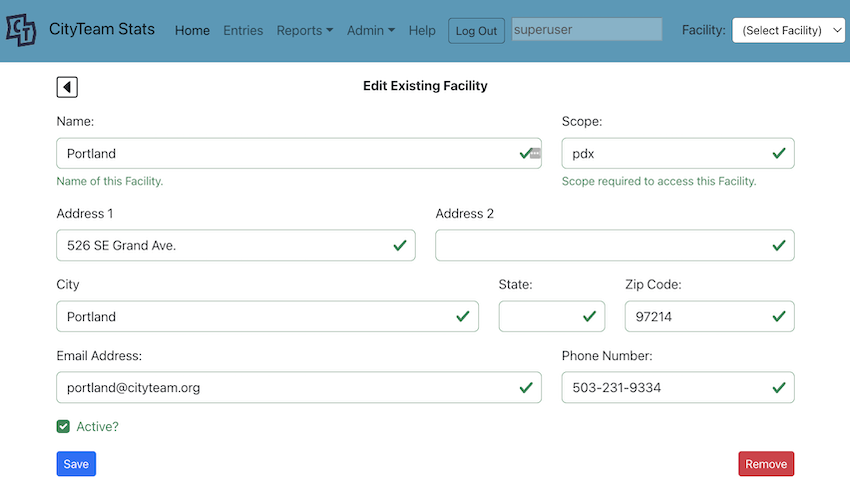 CT CityTeam Stats Home Entries Reports Admin Help Log Out superuser Facility: (Select Facility)
Edit Existing Facility
Name: Scope:
Portland pdx
Name of this Facility. Scope required to access this Facility.
Address 1 Address 2
526 SE Grand Ave.
City State: Zip Code:
Portland 97214
Email Address: Phone Number:
portland@cityteam.org 503-231-9334
Active?
Save Remove